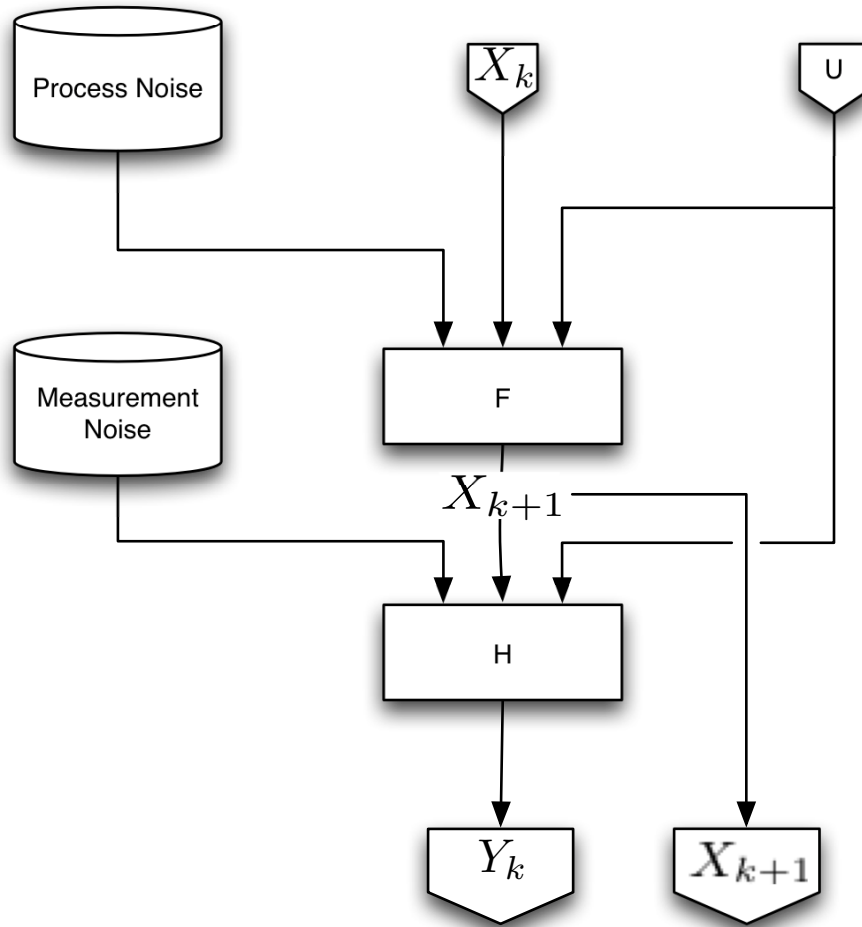 Process Noise
X_k
U
F
Measurement
Noise
X_{k+1}
H
Y_k
X_{k+1}